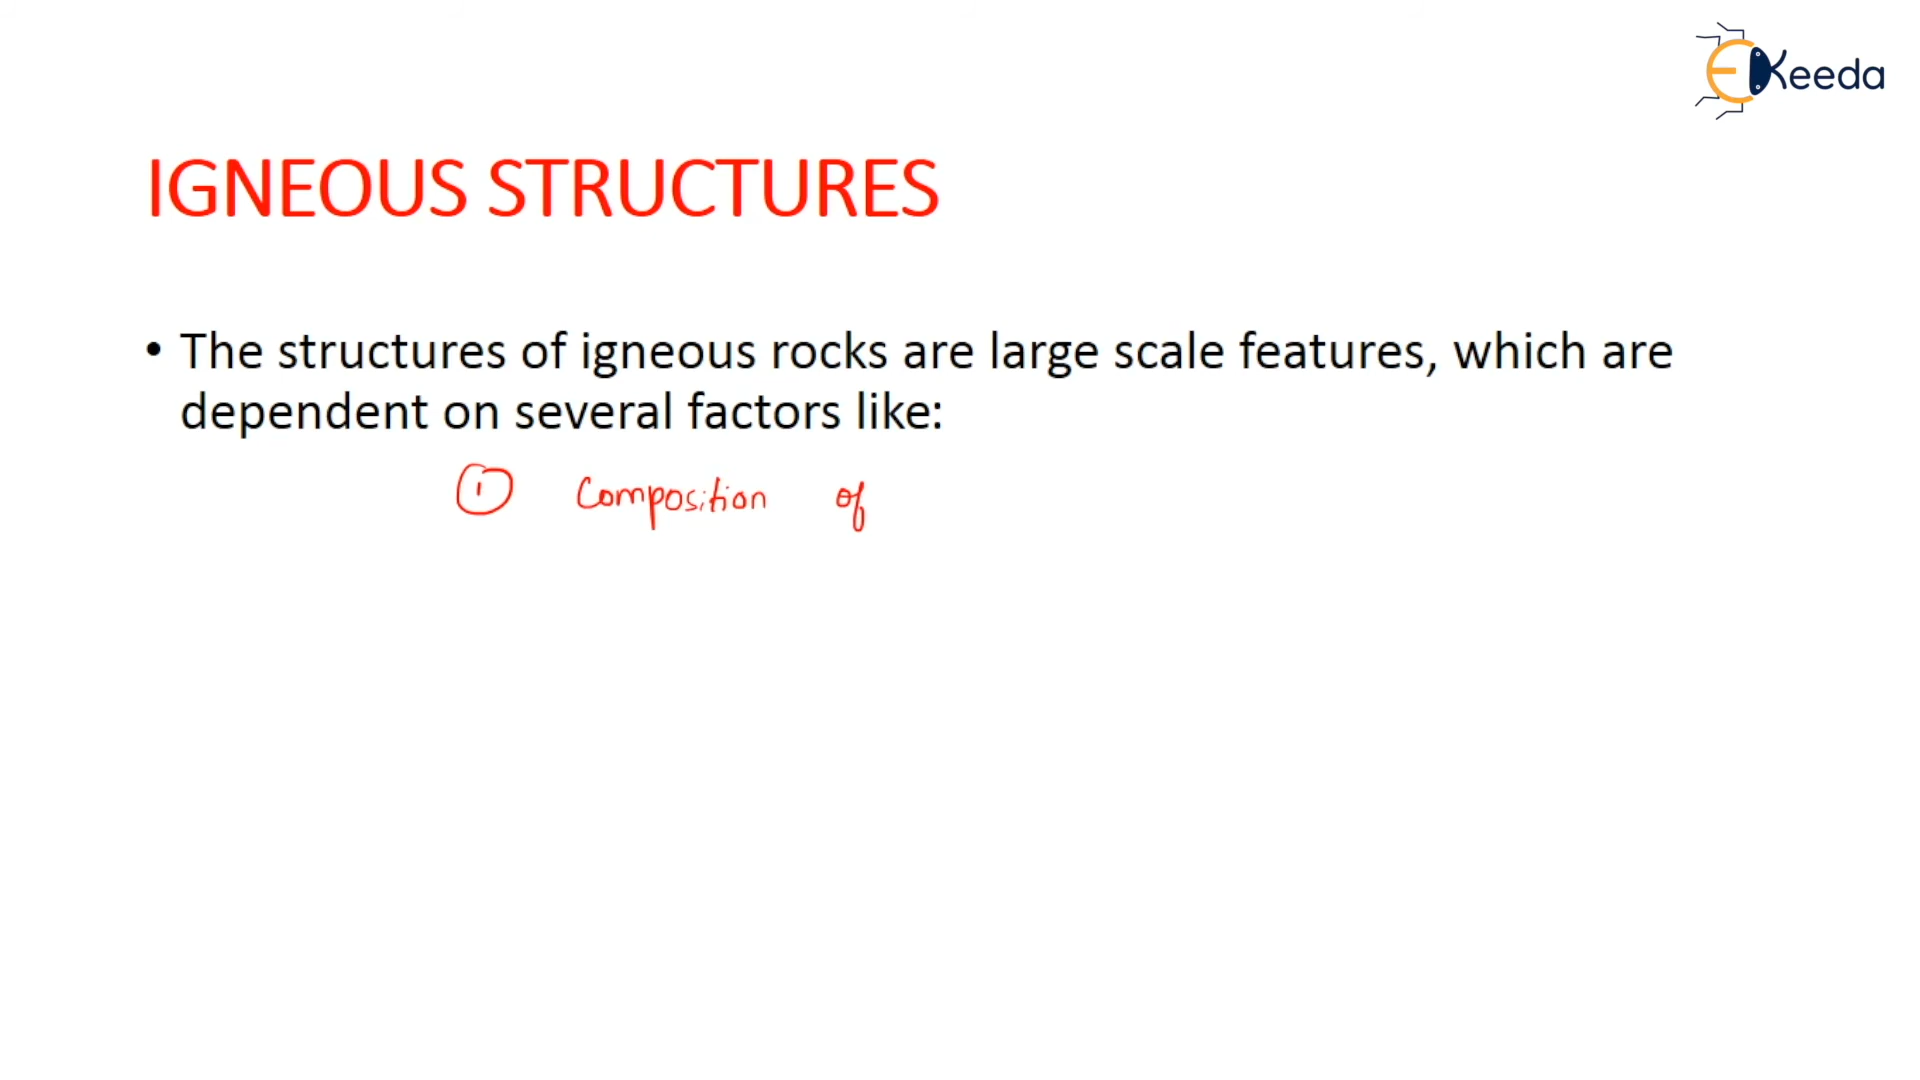 EKeeda
IGNEOUS STRUCTURES
• The structures of igneous rocks are large scale features, which are
dependent on several factors like:
① Composition of